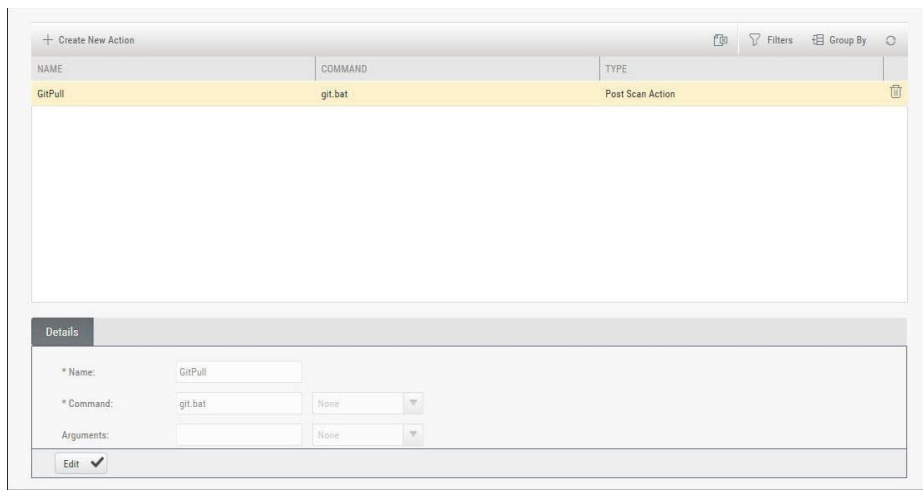 Create New Action
Filters
Group By
NAME
COMMAND
TYPE
GitPull
git.bat
Post Scan Action
Details
* Name:
GitPull
* Command:
git.bat
None
Arguments:
None
Edit